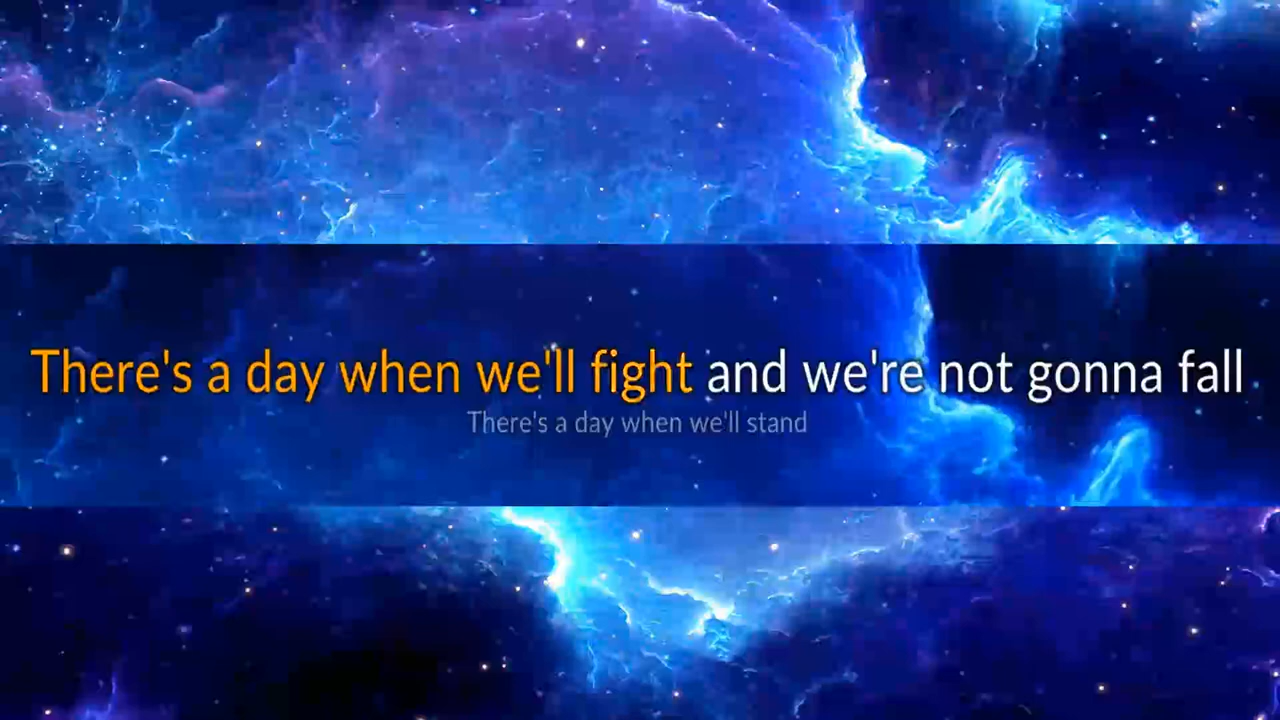 There's a day when we'll fight and we're not gonna fall
There's a day when we'll stand